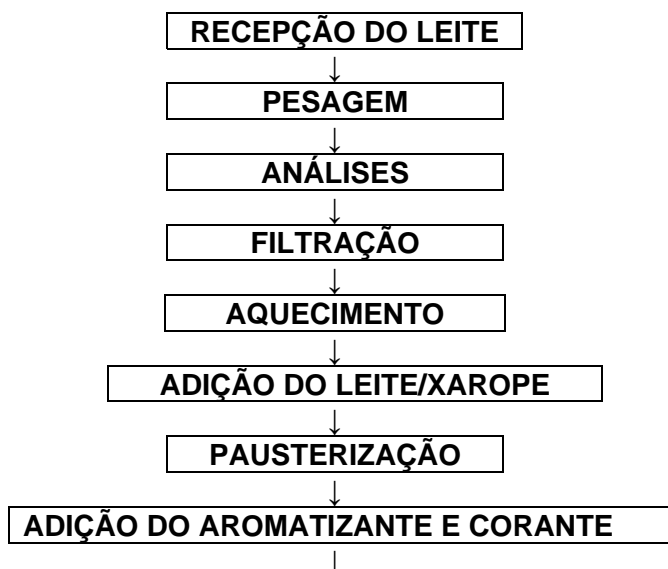 RECEPÇÃO DO LEITE
↓
PESAGEM
↓
ANÁLISES
↓
FILTRAÇÃO
↓
AQUECIMENTO
↓
ADIÇÃO DO LEITE/XAROPE
↓
PAUSTERIZAÇÃO
↓
ADIÇÃO DO AROMATIZANTE E CORANTE